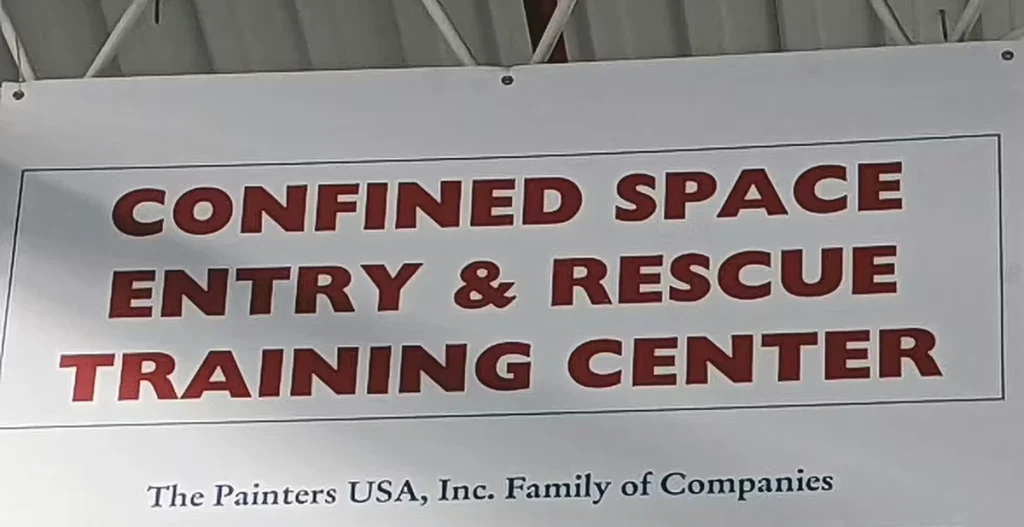 CONFINED SPACE
ENTRY & RESCUE
TRAINING CENTER
The Painters USA, Inc. Family of Companies